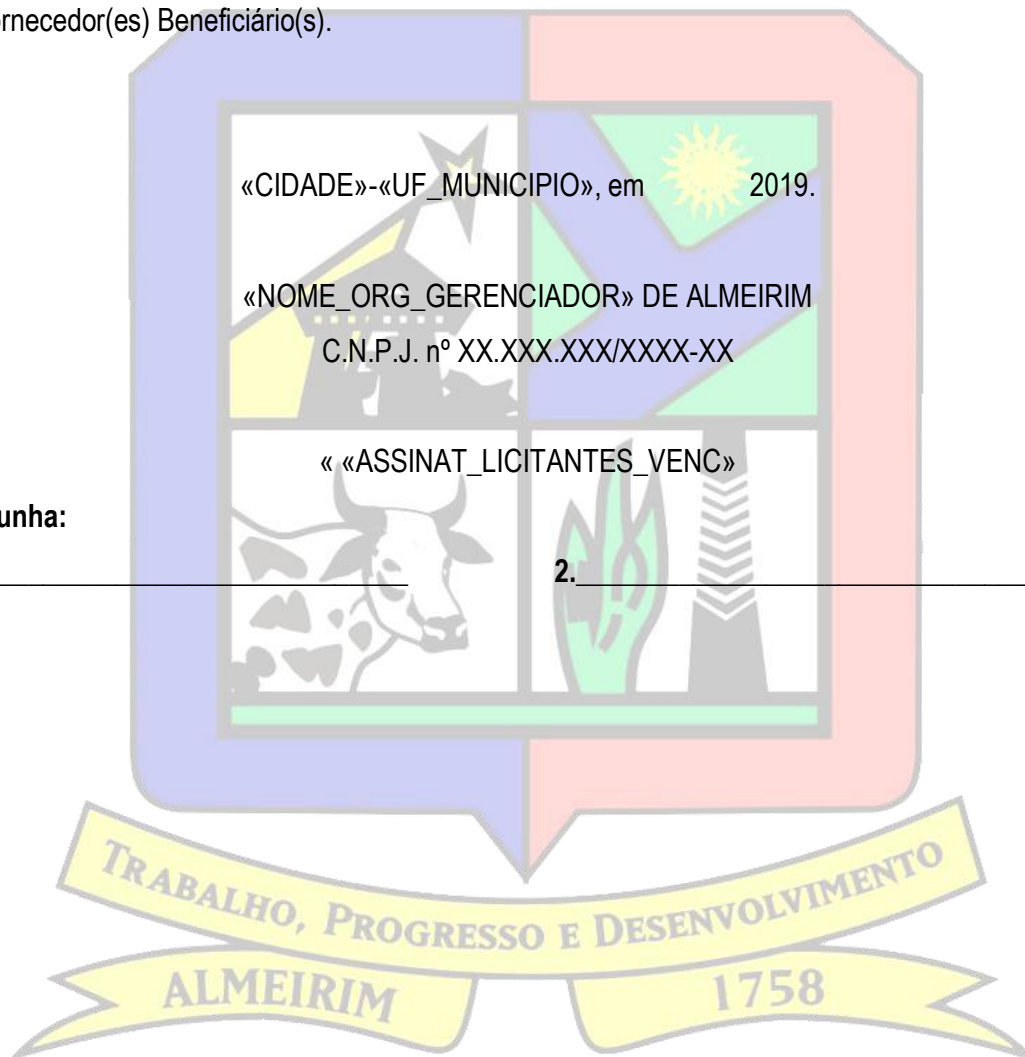 rnecedor(es) Beneficiário(s).
«CIDADE»-«UF_MUNICIPIO», em 2019.
«NOME_ORG_GERENCIADOR» DE ALMEIRIM
C.N.P.J. nº XX.XXX.XXX/XXXX-XX
« «ASSINAT_LICITANTES_VENC»
unha:
2.
TRABALHO, PROGRESSO E DESENVOLVIMENTO
ALMEIRIM 1758